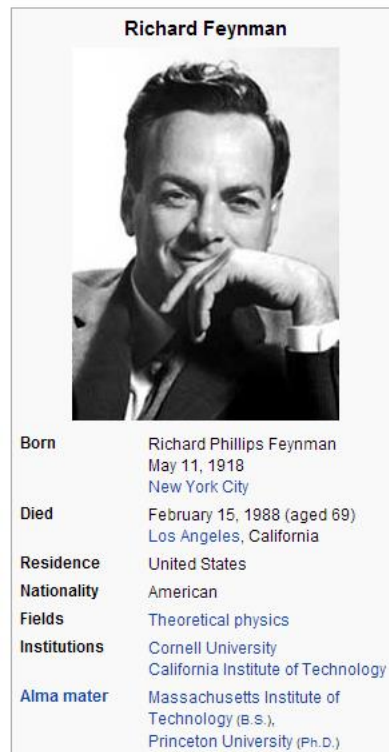 Richard Feynman
Born Richard Phillips Feynman
May 11, 1918
New York City
Died February 15, 1988 (aged 69)
Los Angeles, California
Residence United States
Nationality American
Fields Theoretical physics
Institutions Cornell University
California Institute of Technology
Alma mater Massachusetts Institute of
Technology (B.S.),
Princeton University (Ph.D.)